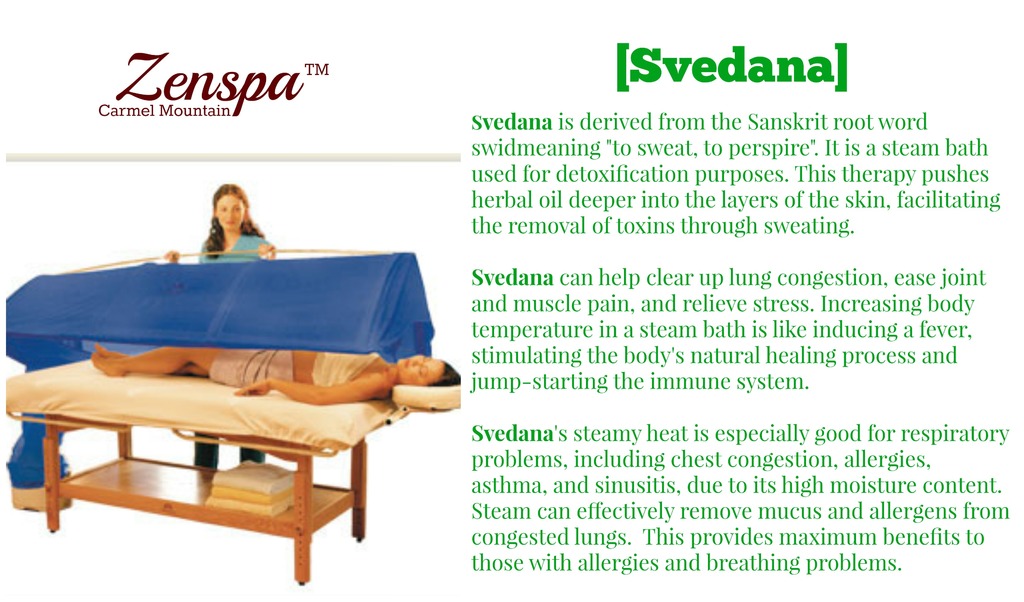 Zenspa™
Carmel Mountain
[Svedana]
Svedana is derived from the Sanskrit root word
swidmeaning "to sweat, to perspire". It is a steam bath
used for detoxification purposes. This therapy pushes
herbal oil deeper into the layers of the skin, facilitating
the removal of toxins through sweating.
Svedana can help clear up lung congestion, ease joint
and muscle pain, and relieve stress. Increasing body
temperature in a steam bath is like inducing a fever,
stimulating the body's natural healing process and
jump-starting the immune system.
Svedana's steamy heat is especially good for respiratory
problems, including chest congestion, allergies,
asthma, and sinusitis, due to its high moisture content.
Steam can effectively remove mucus and allergens from
congested lungs.  This provides maximum benefits to
those with allergies and breathing problems.